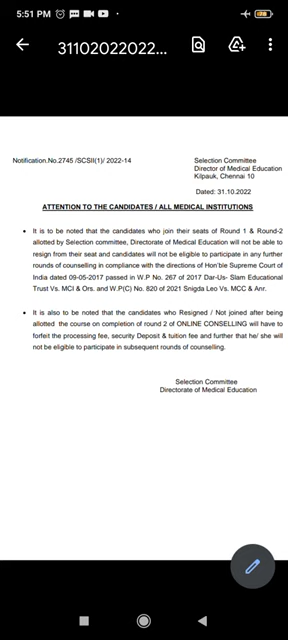 5:51 PM
31102022022...
Notification.No.2745 /SCSII(1)/ 2022-14
Selection Committee
Director of Medical Education
Kilpauk, Chennai 10
Dated: 31.10.2022
ATTENTION TO THE CANDIDATES / ALL MEDICAL INSTITUTIONS
• It is to be noted that the candidates who join their seats of Round 1 & Round-2
allotted by Selection committee, Directorate of Medical Education will not be able to
resign from their seat and candidates will not be eligible to participate in any further
rounds of counselling in compliance with the directions of Hon'ble Supreme Court of
India dated 09-05-2017 passed in W.P No. 267 of 2017 Dar-Us- Slam Educational
Trust Vs. MCI & Ors. and W.P(C) No. 820 of 2021 Snigda Leo Vs. MCC & Anr.
• It is also to be noted that the candidates who Resigned / Not joined after being
allotted the course on completion of round 2 of ONLINE CONSELLING will have to
forfeit the processing fee, security Deposit & tuition fee and further that he/ she will
not be eligible to participate in subsequent rounds of counselling.
Selection Committee
Directorate of Medical Education